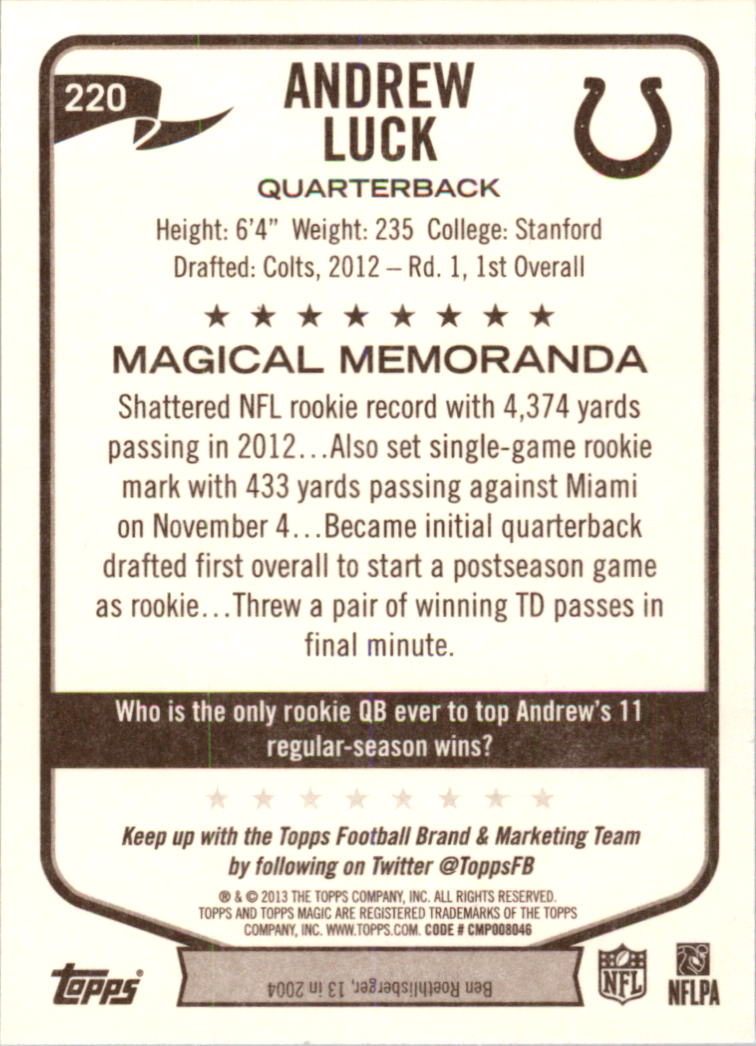 220
ANDREW
LUCK
QUARTERBACK
Height: 6'4" Weight: 235 College: Stanford
Drafted: Colts, 2012 – Rd. 1, 1st Overall
MAGICAL MEMORANDA
Shattered NFL rookie record with 4,374 yards
passing in 2012...Also set single-game rookie
mark with 433 yards passing against Miami
on November 4...Became initial quarterback
drafted first overall to start a postseason game
as rookie...Threw a pair of winning TD passes in
final minute.
Who is the only rookie QB ever to top Andrew's 11
regular-season wins?
Keep up with the Topps Football Brand & Marketing Team
by following on Twitter @ToppsFB
® & © 2013 THE TOPPS COMPANY, INC. ALL RIGHTS RESERVED.
TOPPS AND TOPPS MAGIC ARE REGISTERED TRADEMARKS OF THE TOPPS
COMPANY, INC. WWW.TOPPS.COM. CODE # CMP008046
Topps®
Ben Roethlisberger, 13 in 2004
NFL
NFLPA